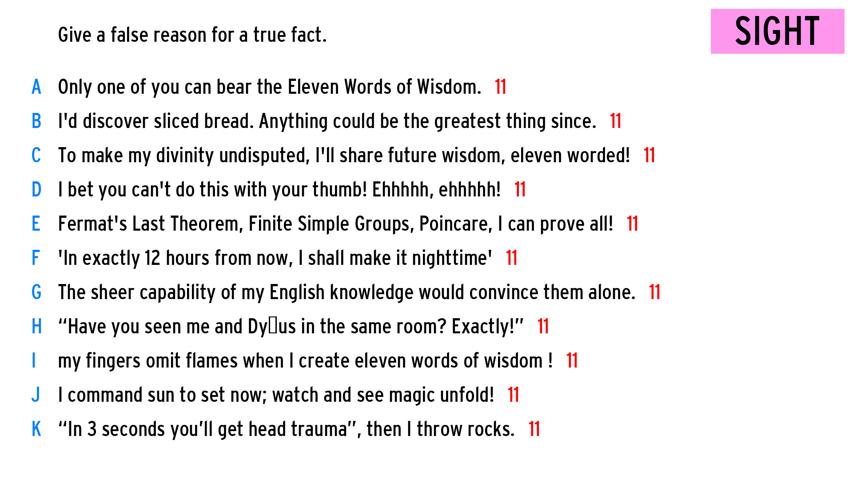 Give a false reason for a true fact.
SIGHT
A Only one of you can bear the Eleven Words of Wisdom. 11
B I'd discover sliced bread. Anything could be the greatest thing since. 11
C To make my divinity undisputed, I'll share future wisdom, eleven worded! 11
D I bet you can't do this with your thumb! Ehhhhh, ehhhhh! 11
E Fermat's Last Theorem, Finite Simple Groups, Poincare, I can prove all! 11
F 'In exactly 12 hours from now, I shall make it nighttime' 11
G The sheer capability of my English knowledge would convince them alone. 11
H “Have you seen me and Dy▯us in the same room? Exactly!” 11
I my fingers omit flames when I create eleven words of wisdom ! 11
J I command sun to set now; watch and see magic unfold! 11
K “In 3 seconds you’ll get head trauma”, then I throw rocks. 11